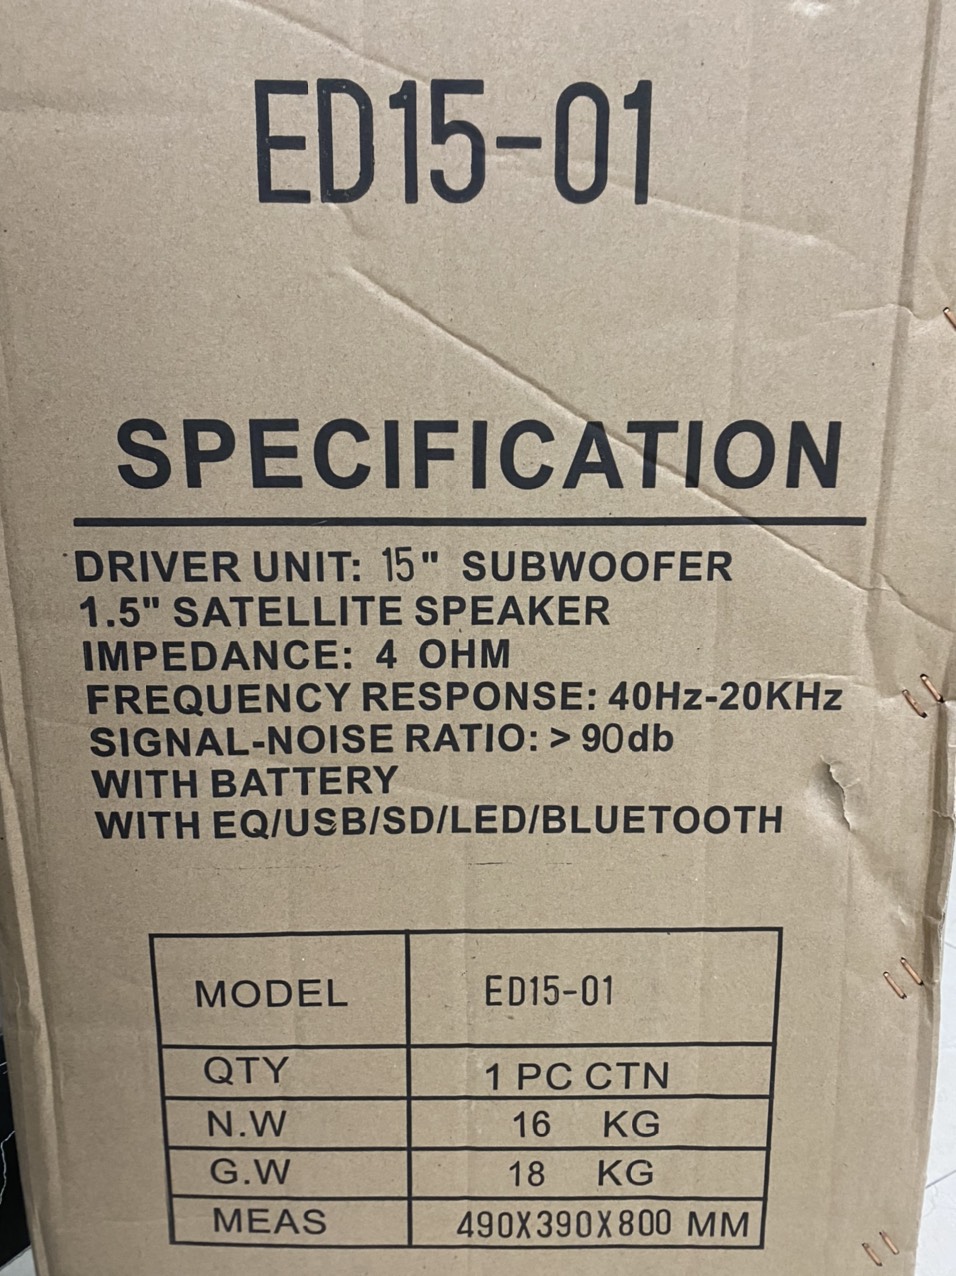 ED15-01
SPECIFICATION
DRIVER UNIT: 15" SUBWOOFER
1.5" SATELLITE SPEAKER
IMPEDANCE: 4 OHM
FREQUENCY RESPONSE: 40Hz-20KHz
SIGNAL-NOISE RATIO: > 90db
WITH BATTERY
WITH EQ/USB/SD/LED/BLUETOOTH
MODEL ED15-01
QTY 1 PC CTN
N.W 16 KG
G.W 18 KG
MEAS 490X390X800 MM